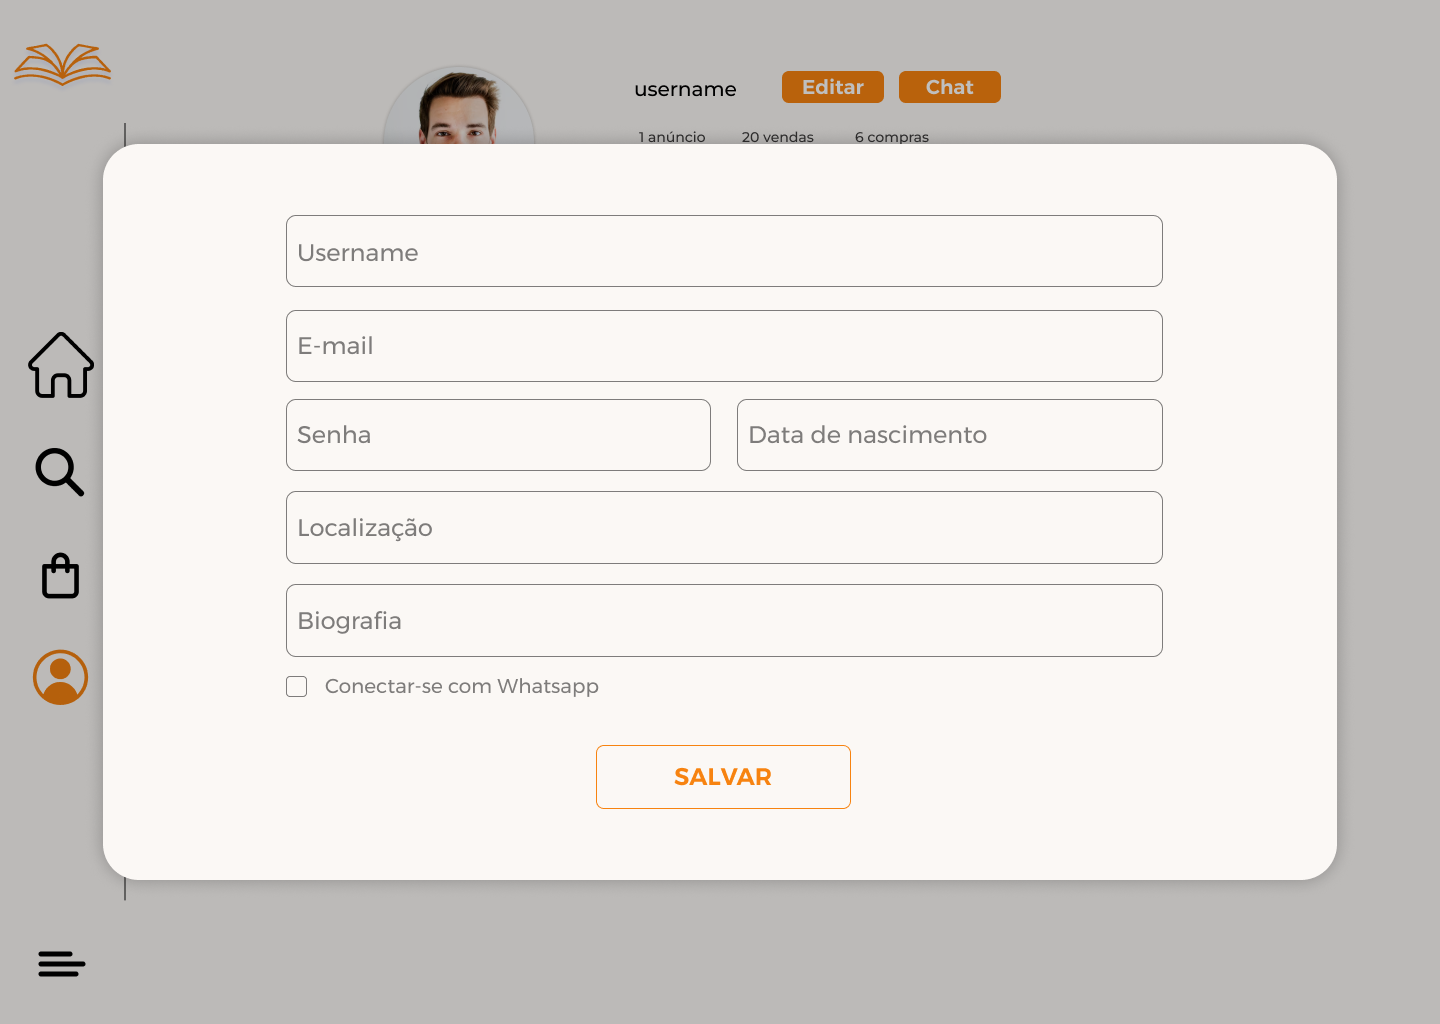 username
Editar
Chat
1 anúncio
20 vendas
6 compras
Username
E-mail
Senha
Data de nascimento
Localização
Biografia
Conectar-se com Whatsapp
SALVAR